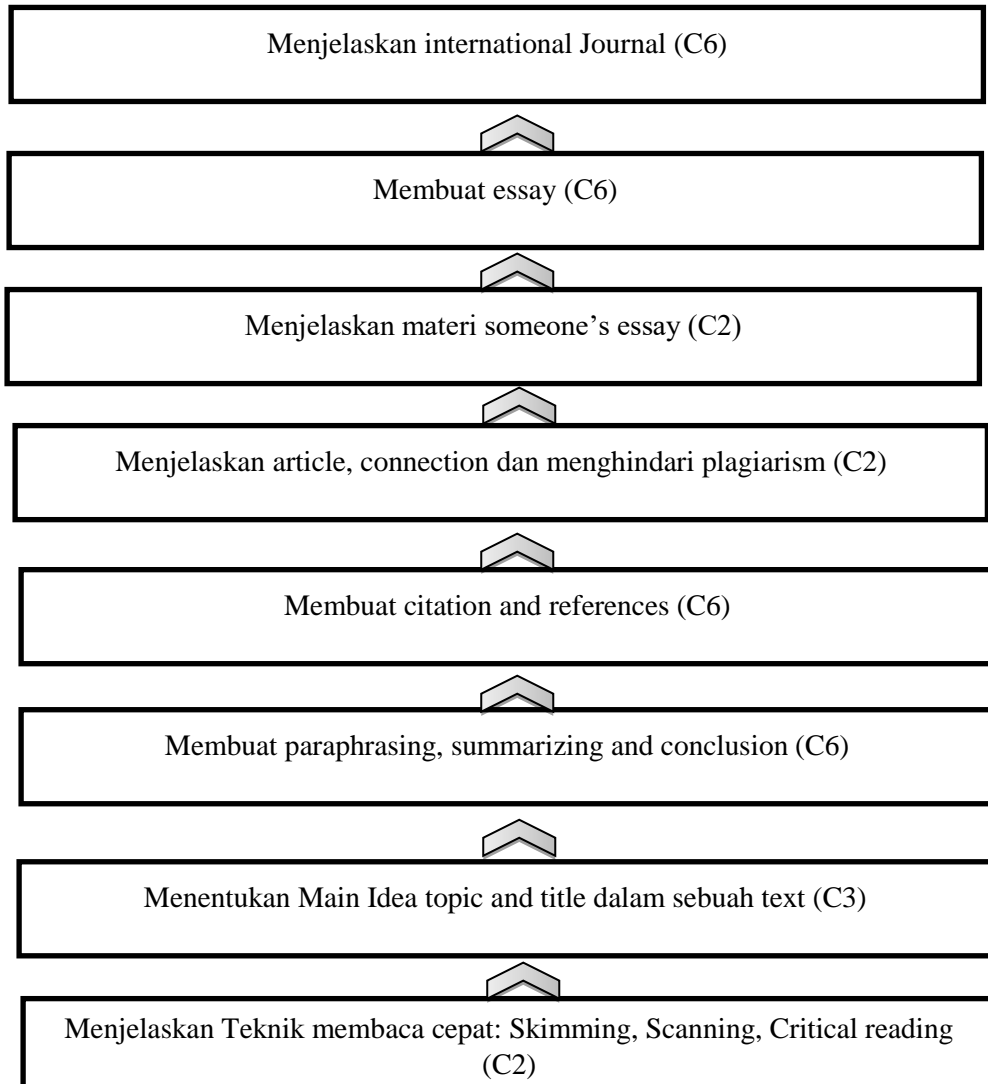 Menjelaskan international Journal (C6)
Membuat essay (C6)
Menjelaskan materi someone’s essay (C2)
Menjelaskan article, connection dan menghindari plagiarism (C2)
Membuat citation and references (C6)
Membuat paraphrasing, summarizing and conclusion (C6)
Menentukan Main Idea topic and title dalam sebuah text (C3)
Menjelaskan Teknik membaca cepat: Skimming, Scanning, Critical reading
(C2)